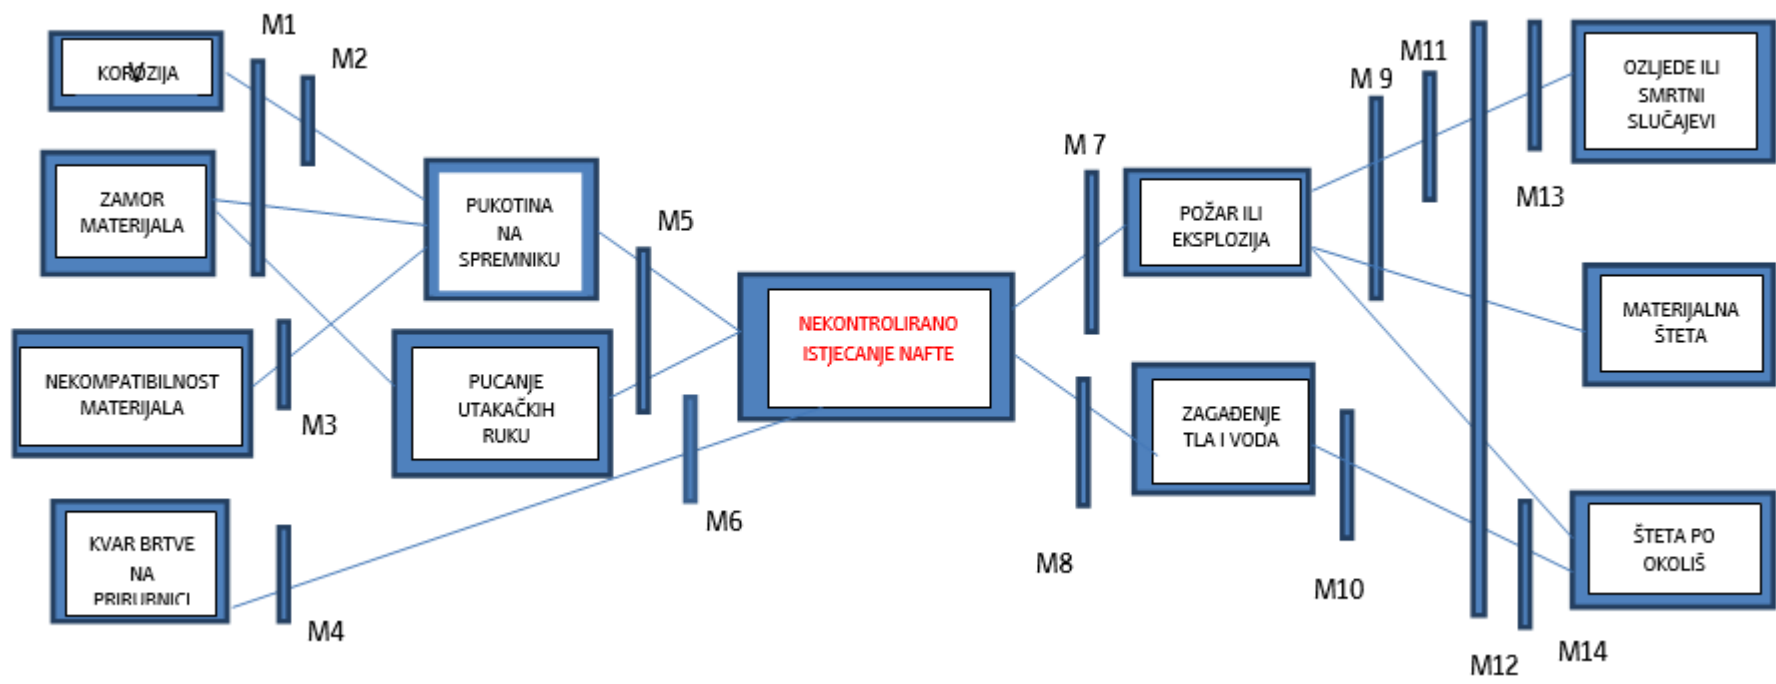 M1
M2
KOROZIJA
ZAMOR
MATERIJALA
NEKOMPATIBILNOST
MATERIJALA
M3
KVAR BRTVE
NA
PRIRUBNICI
M4
PUKOTINA
NA
SPREMNIKU
PUCANJE
UTAKAČKIH
RUKU
M5
M6
NEKONTROLIRANO
ISTJECANJE NAFTE
M 7
M8
POŽAR ILI
EKSPLOZIJA
ZAGAĐENJE
TLA I VODA
M 9
M11
M10
M12
M13
M14
OZLJEDE ILI
SMRTNI
SLUČAJEVI
MATERIJALNA
ŠTETA
ŠTETA PO
OKOLIŠ